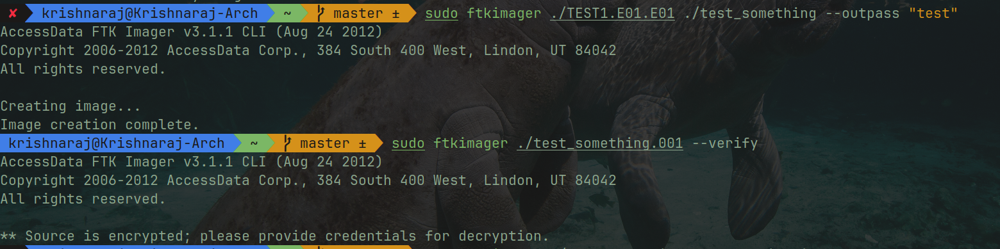 ✘ krishnaraj@Krishnaraj-Arch ~ master ± sudo ftkimager ./TEST1.E01.E01 ./test_something --outpass "test"
AccessData FTK Imager v3.1.1 CLI (Aug 24 2012)
Copyright 2006-2012 AccessData Corp., 384 South 400 West, Lindon, UT 84042
All rights reserved.
Creating image...
Image creation complete.
krishnaraj@Krishnaraj-Arch ~ master ± sudo ftkimager ./test_something.001 --verify
AccessData FTK Imager v3.1.1 CLI (Aug 24 2012)
Copyright 2006-2012 AccessData Corp., 384 South 400 West, Lindon, UT 84042
All rights reserved.
** Source is encrypted; please provide credentials for decryption.